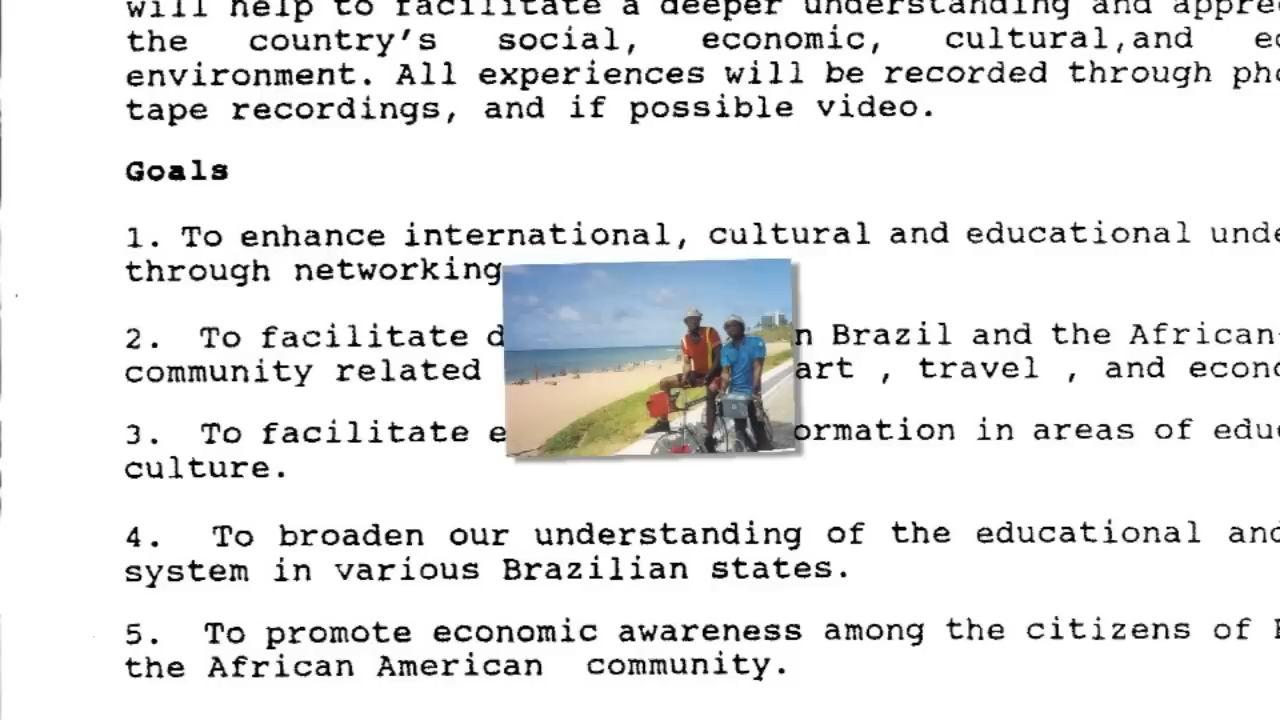 will help to facilitate a deeper understanding and appre
the country's social, economic, cultural,and e
environment. All experiences will be recorded through pho
tape recordings, and if possible video.
Goals
1. To enhance international, cultural and educational unde
through networking
2. To facilitate d n Brazil and the African
community related art , travel , and econ
3. To facilitate e ormation in areas of edu
culture.
4. To broaden our understanding of the educational and
system in various Brazilian states.
5. To promote economic awareness among the citizens of
the African American community.